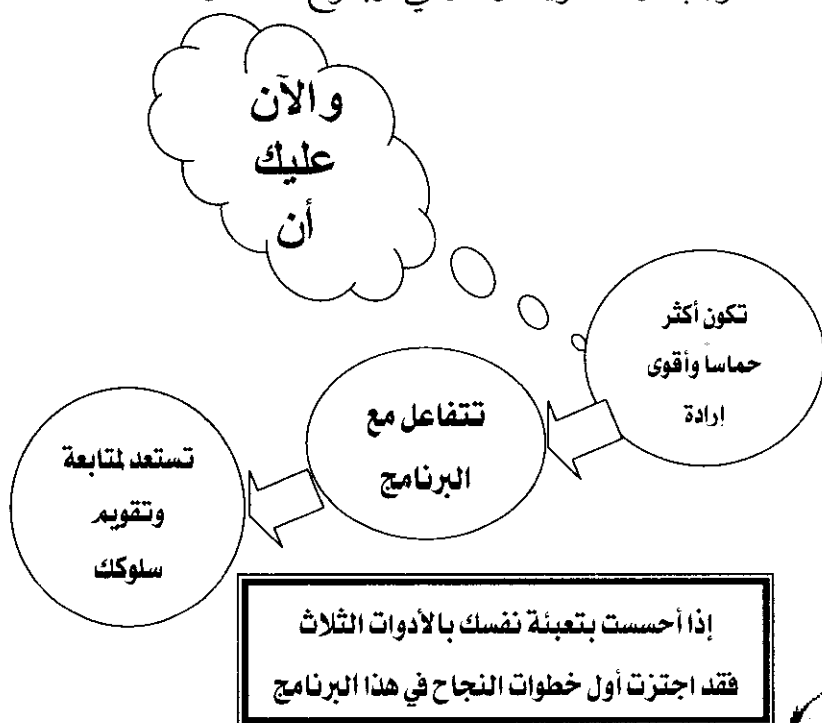 والآن
عليك
أن
تكون أكثر
حماسا وأقوى
إرادة
تتفاعل مع
البرنامج
تستعد لمتابعة
وتقويم
سلوكك
إذا أحسست بتعبئة نفسك بالأدوات الثلاث
فقد اجتزت أول خطوات النجاح في هذا البرنامج